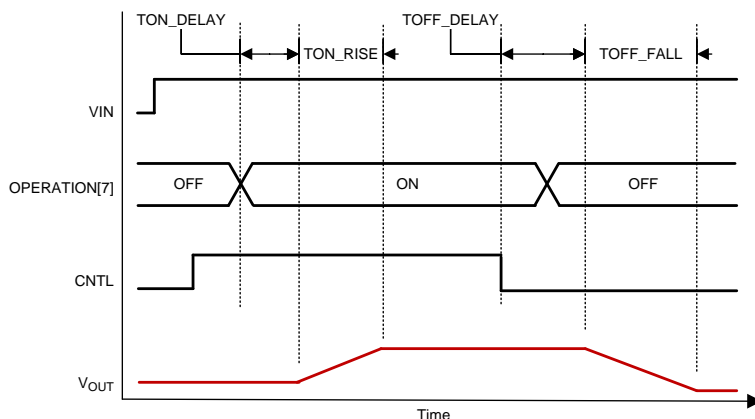 TON_DELAY
TOFF_DELAY
TON_RISE
TOFF_FALL
VIN
OPERATION[7]
OFF
ON
OFF
CNTL
VOUT
Time